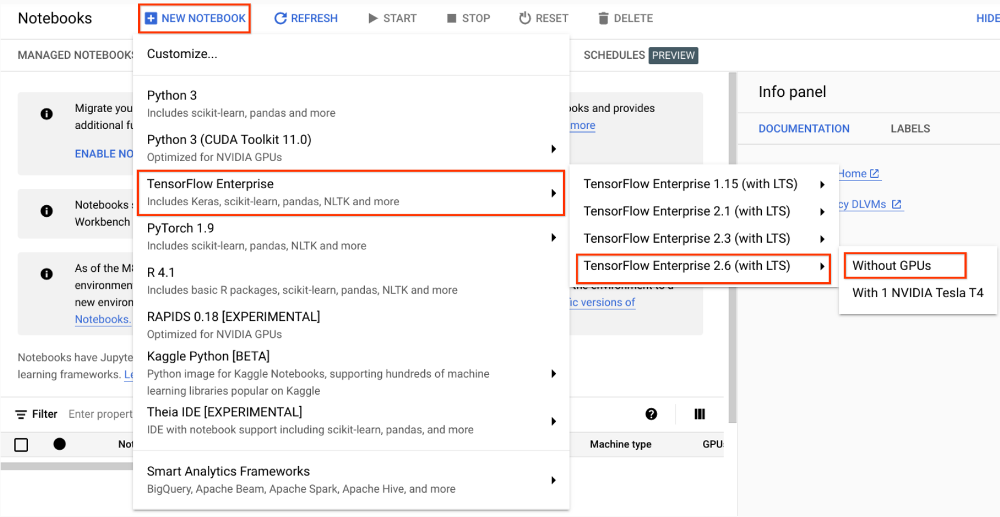 Notebooks
NEW NOTEBOOK
REFRESH
START
STOP
RESET
DELETE
HIDE
MANAGED NOTEBOOKS
SCHEDULES PREVIEW
Customize...
Python 3
Includes scikit-learn, pandas and more
Python 3 (CUDA Toolkit 11.0)
Optimized for NVIDIA GPUs
TensorFlow Enterprise
Includes Keras, scikit-learn, pandas, NLTK and more
PyTorch 1.9
Includes scikit-learn, pandas, NLTK and more
R 4.1
Includes basic R packages, scikit-learn, pandas, NLTK and more
RAPIDS 0.18 [EXPERIMENTAL]
Optimized for NVIDIA GPUs
Kaggle Python [BETA]
Python image for Kaggle Notebooks, supporting hundreds of machine
learning libraries popular on Kaggle
Theia IDE [EXPERIMENTAL]
IDE with notebook support including scikit-learn, pandas, and more
Smart Analytics Frameworks
BigQuery, Apache Beam, Apache Spark, Apache Hive, and more
TensorFlow Enterprise 1.15 (with LTS)
TensorFlow Enterprise 2.1 (with LTS)
TensorFlow Enterprise 2.3 (with LTS)
TensorFlow Enterprise 2.6 (with LTS)
Without GPUs
With 1 NVIDIA Tesla T4
Migrate you
additional
ENABLE
ooks and provides
more
Notebooks
Workbench
As of the
environmen
new environ
Notebooks.
the environment to a
ic versions of
Notebooks have Jupyte
learning frameworks.
Filter Enter propert
Not
Machine type
GPU
Info panel
DOCUMENTATION
LABELS
Home
cy DLVMs